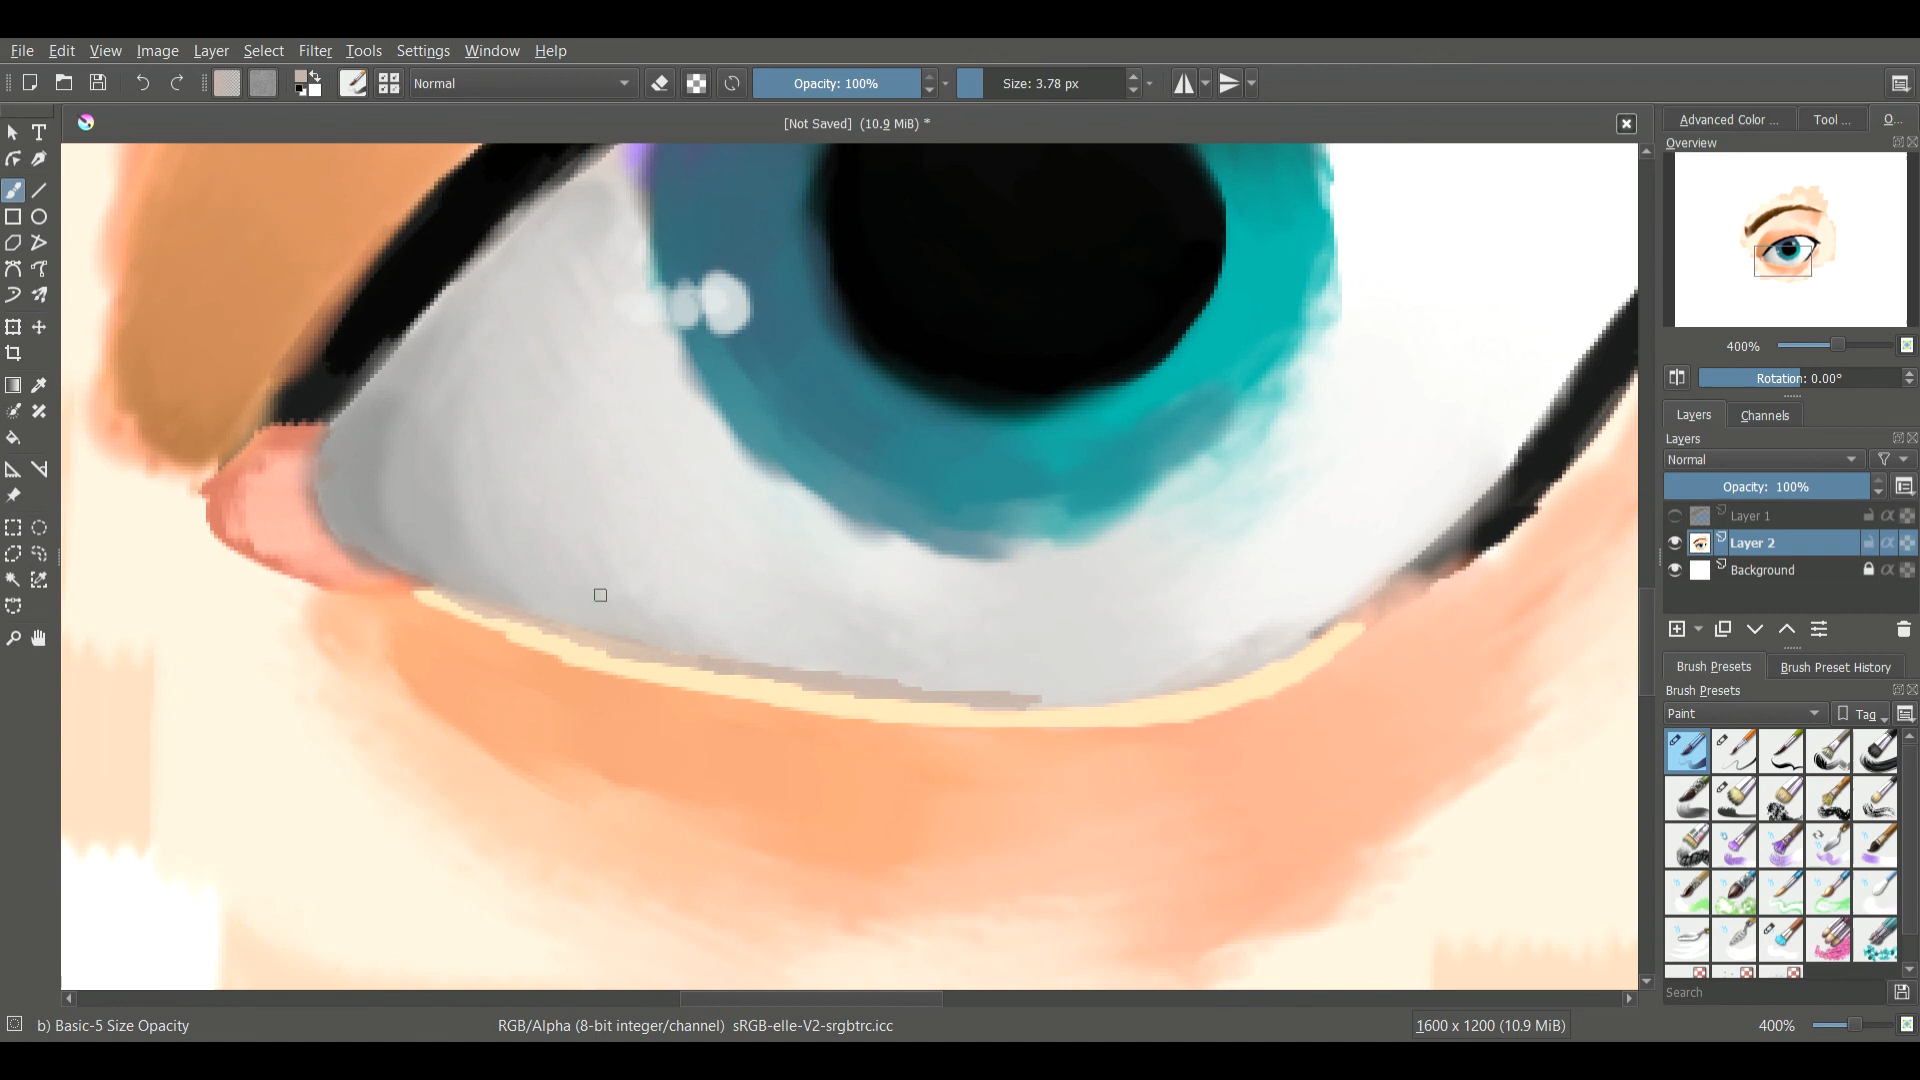 File Edit View Image Layer Select Filter Tools Settings Window Help
Normal Opacity: 100% Size: 3.78 px
[Not Saved] (10.9 MiB) *
Advanced Color ... Tool ... O...
Overview
400%
Rotation: 0.00°
Layers Channels
Layers
Normal
Opacity: 100%
Layer 1
Layer 2
Background
Brush Presets Brush Preset History
Brush Presets
Paint Tag
Search
b) Basic-5 Size Opacity RGB/Alpha (8-bit integer/channel) sRGB-elle-V2-srgbtrc.icc 1600 x 1200 (10.9 MiB) 400%